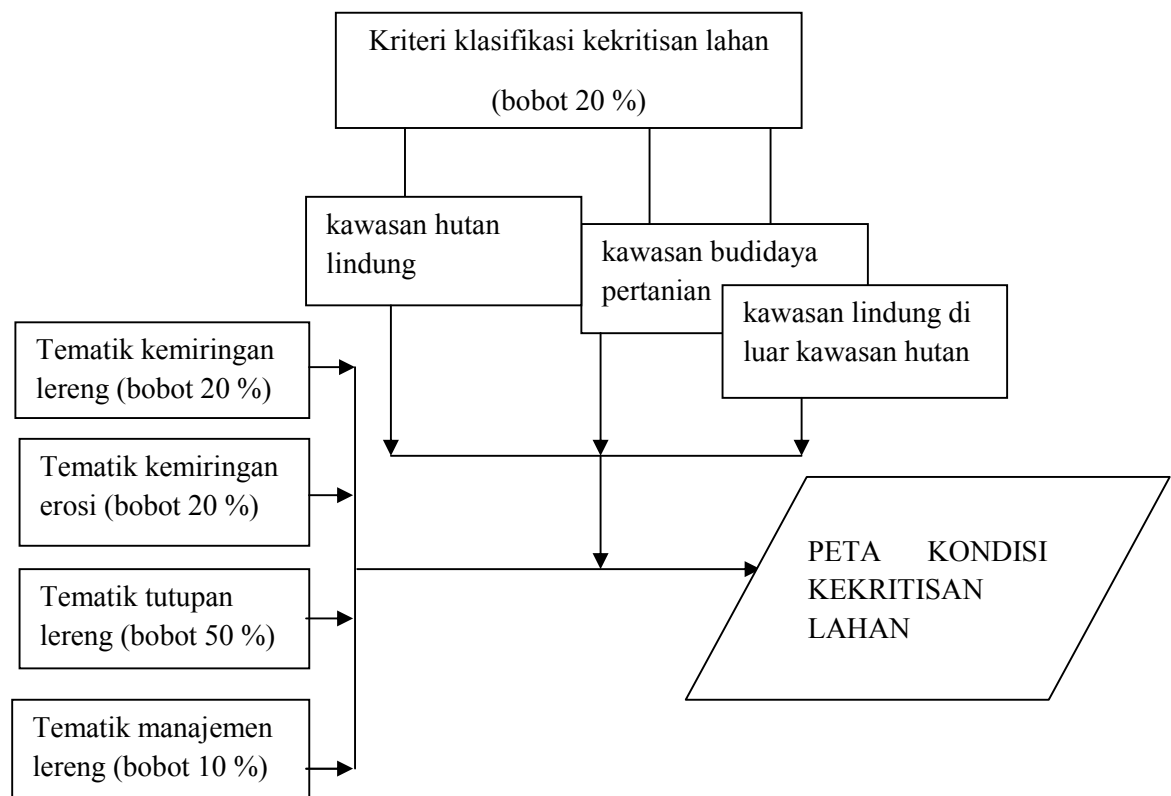 Kriteri klasifikasi kekritisan lahan
(bobot 20 %)
kawasan hutan
lindung
kawasan budidaya
pertanian
kawasan lindung di
luar kawasan hutan
Tematik kemiringan
lereng (bobot 20 %)
Tematik kemiringan
erosi (bobot 20 %)
Tematik tutupan
lereng (bobot 50 %)
Tematik manajemen
lereng (bobot 10 %)
PETA KONDISI
KEKRITISAN
LAHAN